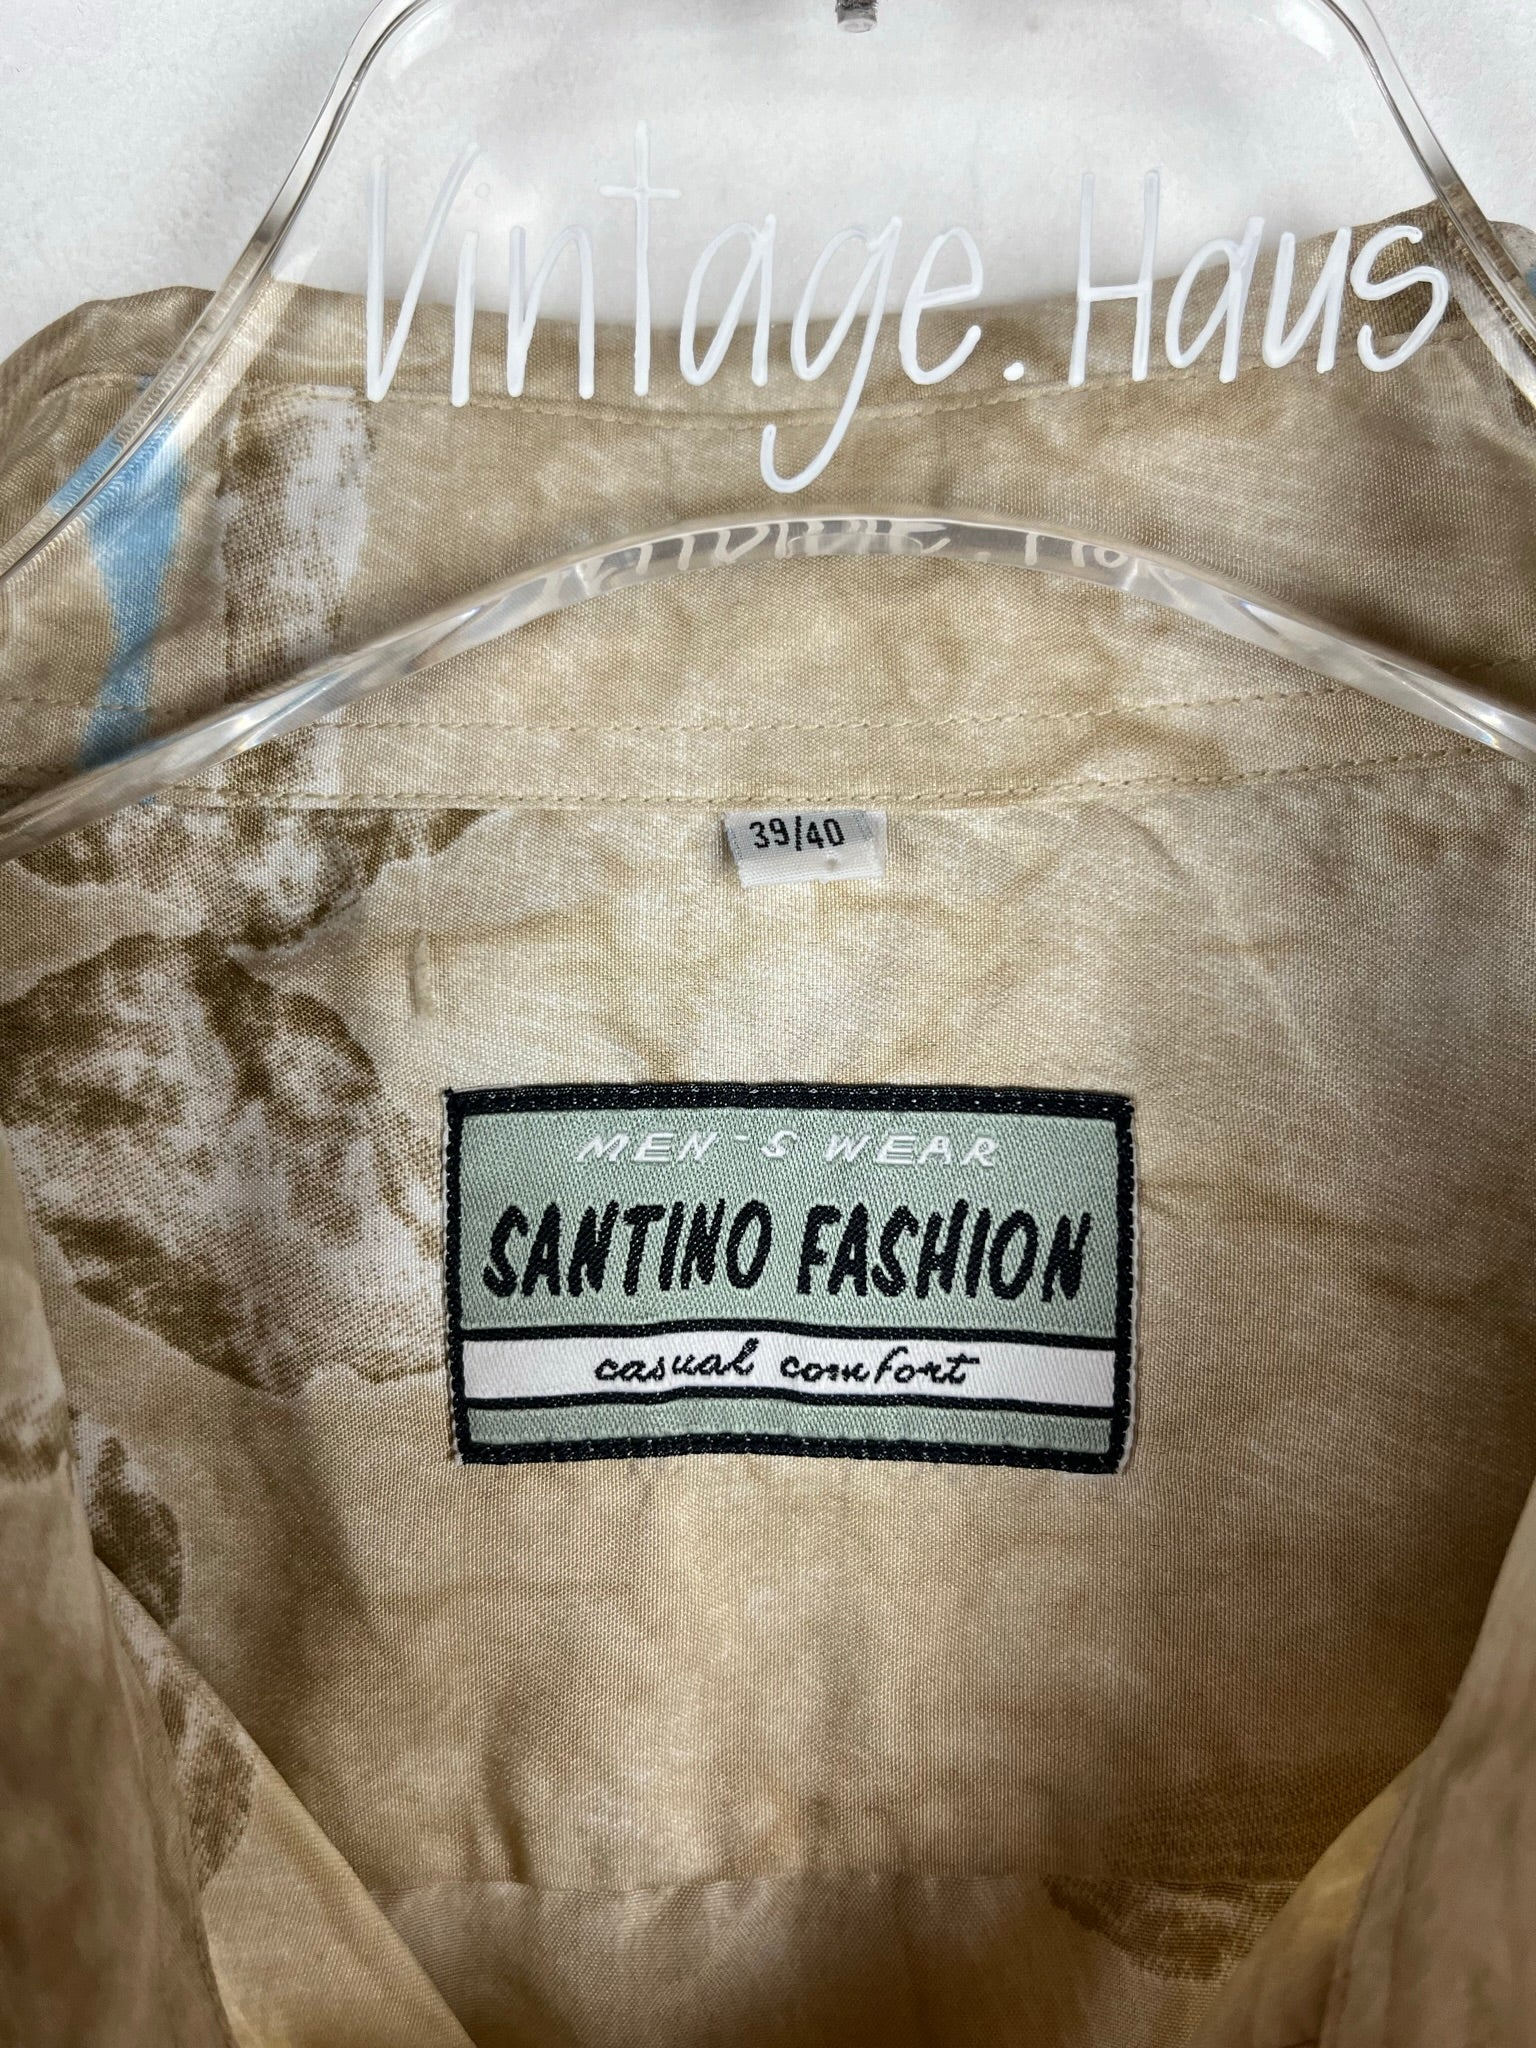 Vintage.Haus
39/40
MEN'S WEAR
SANTINO FASHION
casual comfort